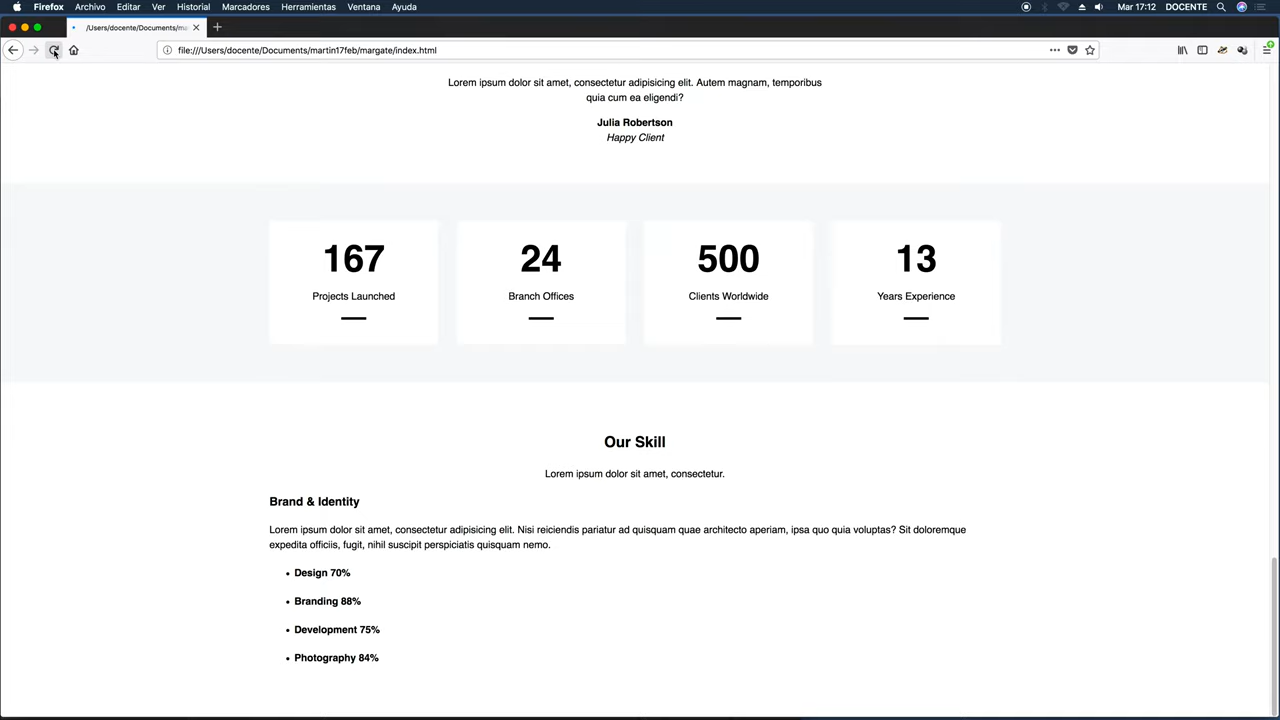 Firefox Archivo Editar Ver Historial Marcadores Herramientas Ventana Ayuda Mar 17:12 DOCENTE
/Users/docente/Documents/ma
file:///Users/docente/Documents/martin17feb/margate/index.html
Lorem ipsum dolor sit amet, consectetur adipisicing elit. Autem magnam, temporibus
quia cum ea eligendi?
Julia Robertson
Happy Client
167 24 500 13
Projects Launched Branch Offices Clients Worldwide Years Experience
Our Skill
Lorem ipsum dolor sit amet, consectetur.
Brand & Identity
Lorem ipsum dolor sit amet, consectetur adipisicing elit. Nisi reiciendis pariatur ad quisquam quae architecto aperiam, ipsa quo quia voluptas? Sit doloremque
expedita officiis, fugit, nihil suscipit perspiciatis quisquam nemo.
• Design 70%
• Branding 88%
• Development 75%
• Photography 84%